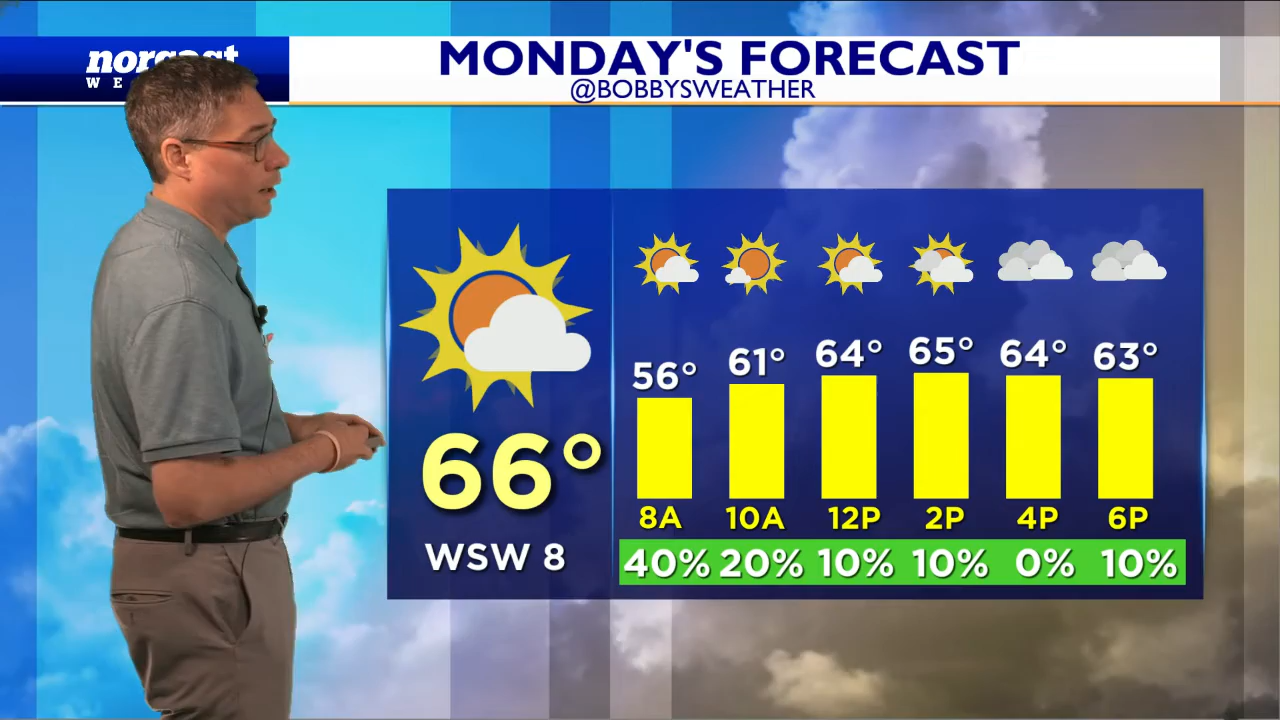 MONDAY'S FORECAST
@BOBBYSWEATHER
56° 61° 64° 65° 64° 63°
66°
8A 10A 12P 2P 4P 6P
WSW 8
40% 20% 10% 10% 0% 10%